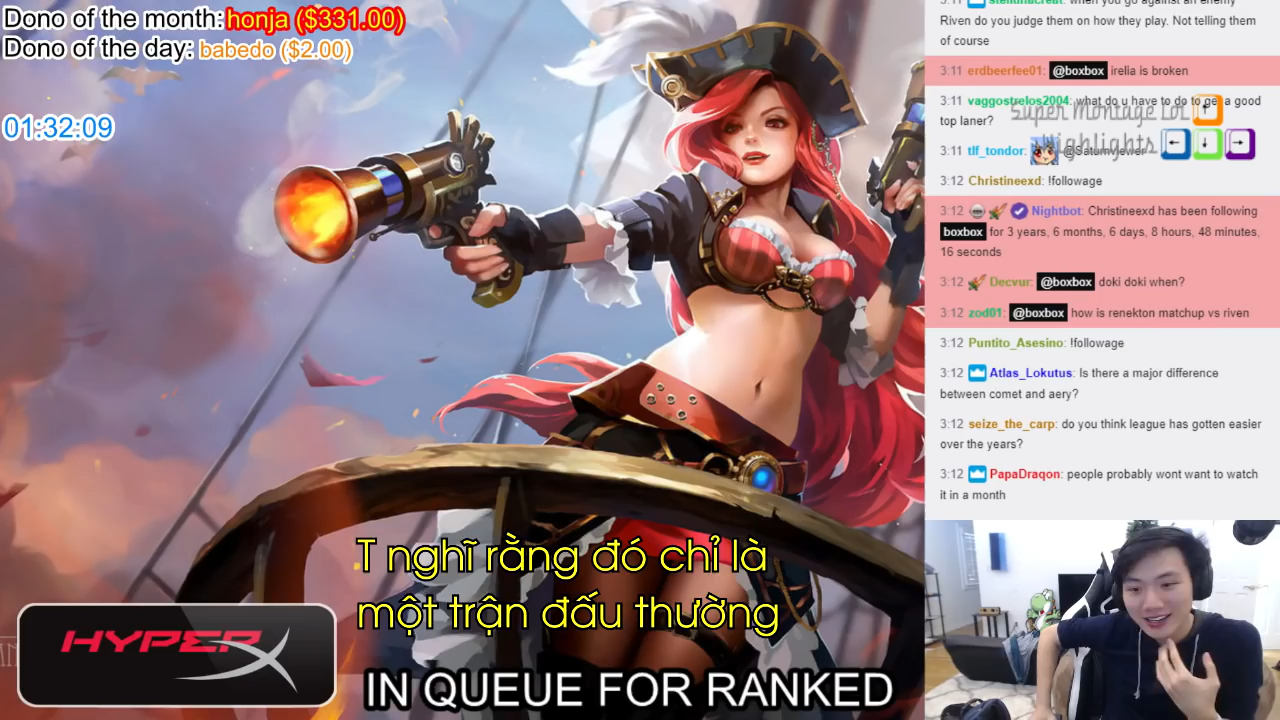 Dono of the month: honja ($331.00)
Dono of the day: babedo ($2.00)
01:32:09
T nghĩ rằng đó chỉ là
một trận đấu thường
HYPERX
IN QUEUE FOR RANKED
Riven do you judge them on how they play. Not telling them
of course
3:11 erdbeerfee01: @boxbox irelia is broken
3:11 vaggostrelos2004: what do u have to do to get a good
top laner?
Super Montage LoL
Highlights
3:11 tlf_tondor: @Saturnviewer
3:12 Christineexd: !followage
3:12 Nightbot: Christineexd has been following
boxbox for 3 years, 6 months, 6 days, 8 hours, 48 minutes,
16 seconds
3:12 Decvur: @boxbox doki doki when?
3:12 zod01: @boxbox how is renekton matchup vs riven
3:12 Puntito_Asesino: !followage
3:12 Atlas_Lokutus: Is there a major difference
between comet and aery?
3:12 seize_the_carp: do you think league has gotten easier
over the years?
3:12 PapaDraqon: people probably wont want to watch
it in a month